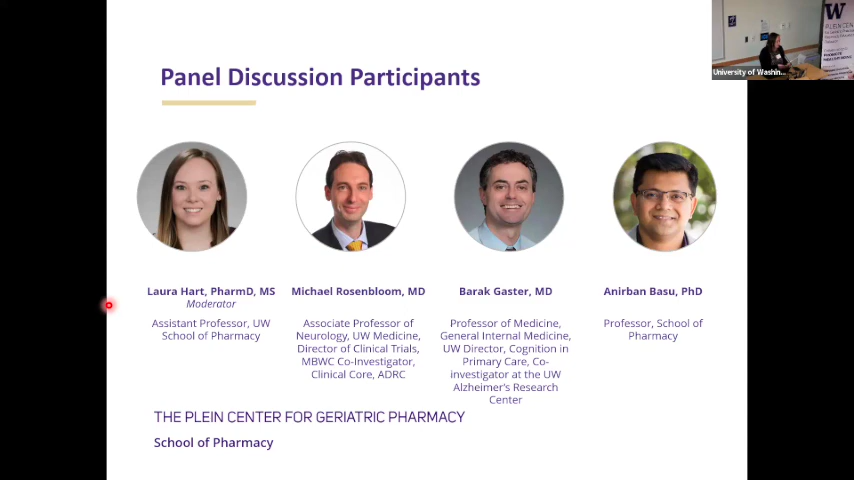 Panel Discussion Participants
University of Washin...
W
Laura Hart, PharmD, MS
Moderator
Assistant Professor, UW
School of Pharmacy
Michael Rosenbloom, MD
Associate Professor of
Neurology, UW Medicine,
Director of Clinical Trials,
MBWC Co-Investigator,
Clinical Core, ADRC
Barak Gaster, MD
Professor of Medicine,
General Internal Medicine,
UW Director, Cognition in
Primary Care, Co-
investigator at the UW
Alzheimer's Research
Center
Anirban Basu, PhD
Professor, School of
Pharmacy
THE PLEIN CENTER FOR GERIATRIC PHARMACY
School of Pharmacy